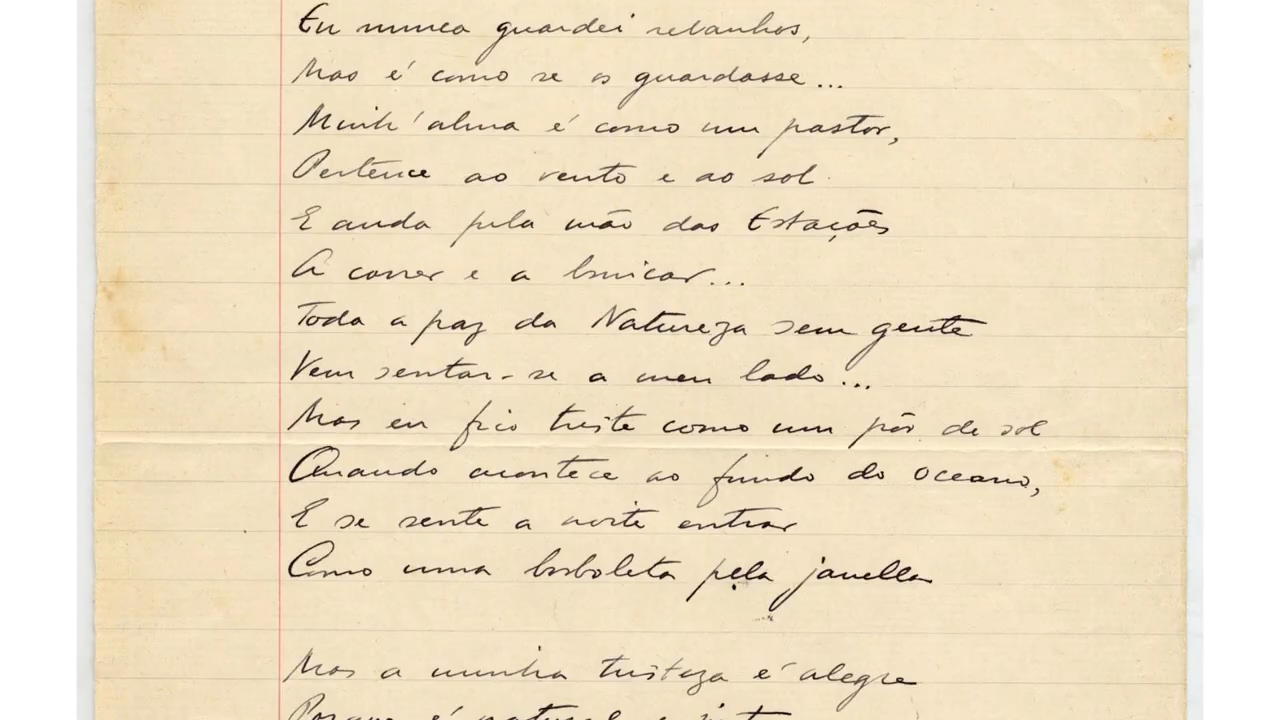 Eu nunca guardei rebanhos,
Mas é como se os guardasse...
Minh'alma é como um pastor,
Pertence ao vento e ao sol
E anda pela mão das Estações
A correr e a brincar...
Toda a paz da Natureza sem gente
Vem sentar-se a meu lado...
Mas eu fico triste como um pôr de sol
Quando acontece ao fundo do oceano,
E se sente a noite entrar
Como uma borboleta pela janella

Mas a minha tristeza é alegre
Porque é natural e justa